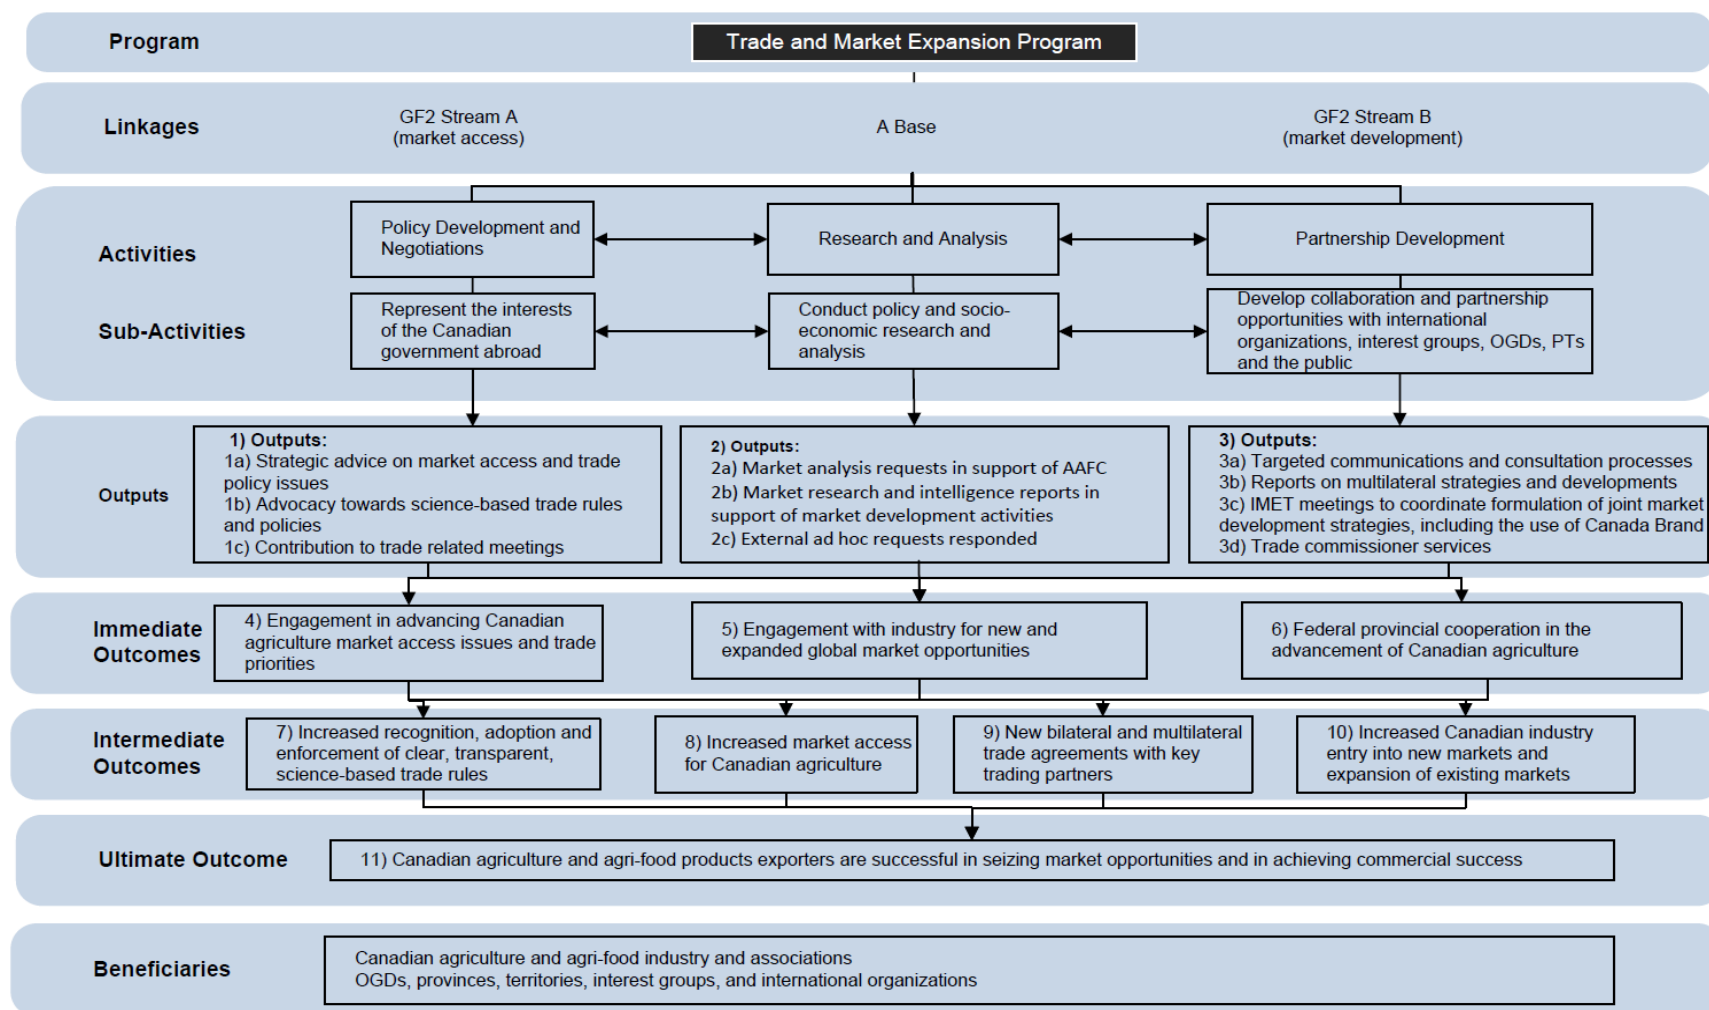 Program
Trade and Market Expansion Program
Linkages
GF2 Stream A
(market access)
A Base
GF2 Stream B
(market development)
Activities
Policy Development and
Negotiations
Research and Analysis
Partnership Development
Sub-Activities
Represent the interests
of the Canadian
government abroad
Conduct policy and socio-
economic research and
analysis
Develop collaboration and partnership
opportunities with international
organizations, interest groups, OGDs, PTs
and the public
Outputs
1) Outputs:
1a) Strategic advice on market access and trade
policy issues
1b) Advocacy towards science-based trade rules
and policies
1c) Contribution to trade related meetings
2) Outputs:
2a) Market analysis requests in support of AAFC
2b) Market research and intelligence reports in
support of market development activities
2c) External ad hoc requests responded
3) Outputs:
3a) Targeted communications and consultation processes
3b) Reports on multilateral strategies and developments
3c) IMET meetings to coordinate formulation of joint market
development strategies, including the use of Canada Brand
3d) Trade commissioner services
Immediate
Outcomes
4) Engagement in advancing Canadian
agriculture market access issues and trade
priorities
5) Engagement with industry for new and
expanded global market opportunities
6) Federal provincial cooperation in the
advancement of Canadian agriculture
Intermediate
Outcomes
7) Increased recognition, adoption and
enforcement of clear, transparent,
science-based trade rules
8) Increased market access
for Canadian agriculture
9) New bilateral and multilateral
trade agreements with key
trading partners
10) Increased Canadian industry
entry into new markets and
expansion of existing markets
Ultimate Outcome
11) Canadian agriculture and agri-food products exporters are successful in seizing market opportunities and in achieving commercial success
Beneficiaries
Canadian agriculture and agri-food industry and associations
OGDs, provinces, territories, interest groups, and international organizations